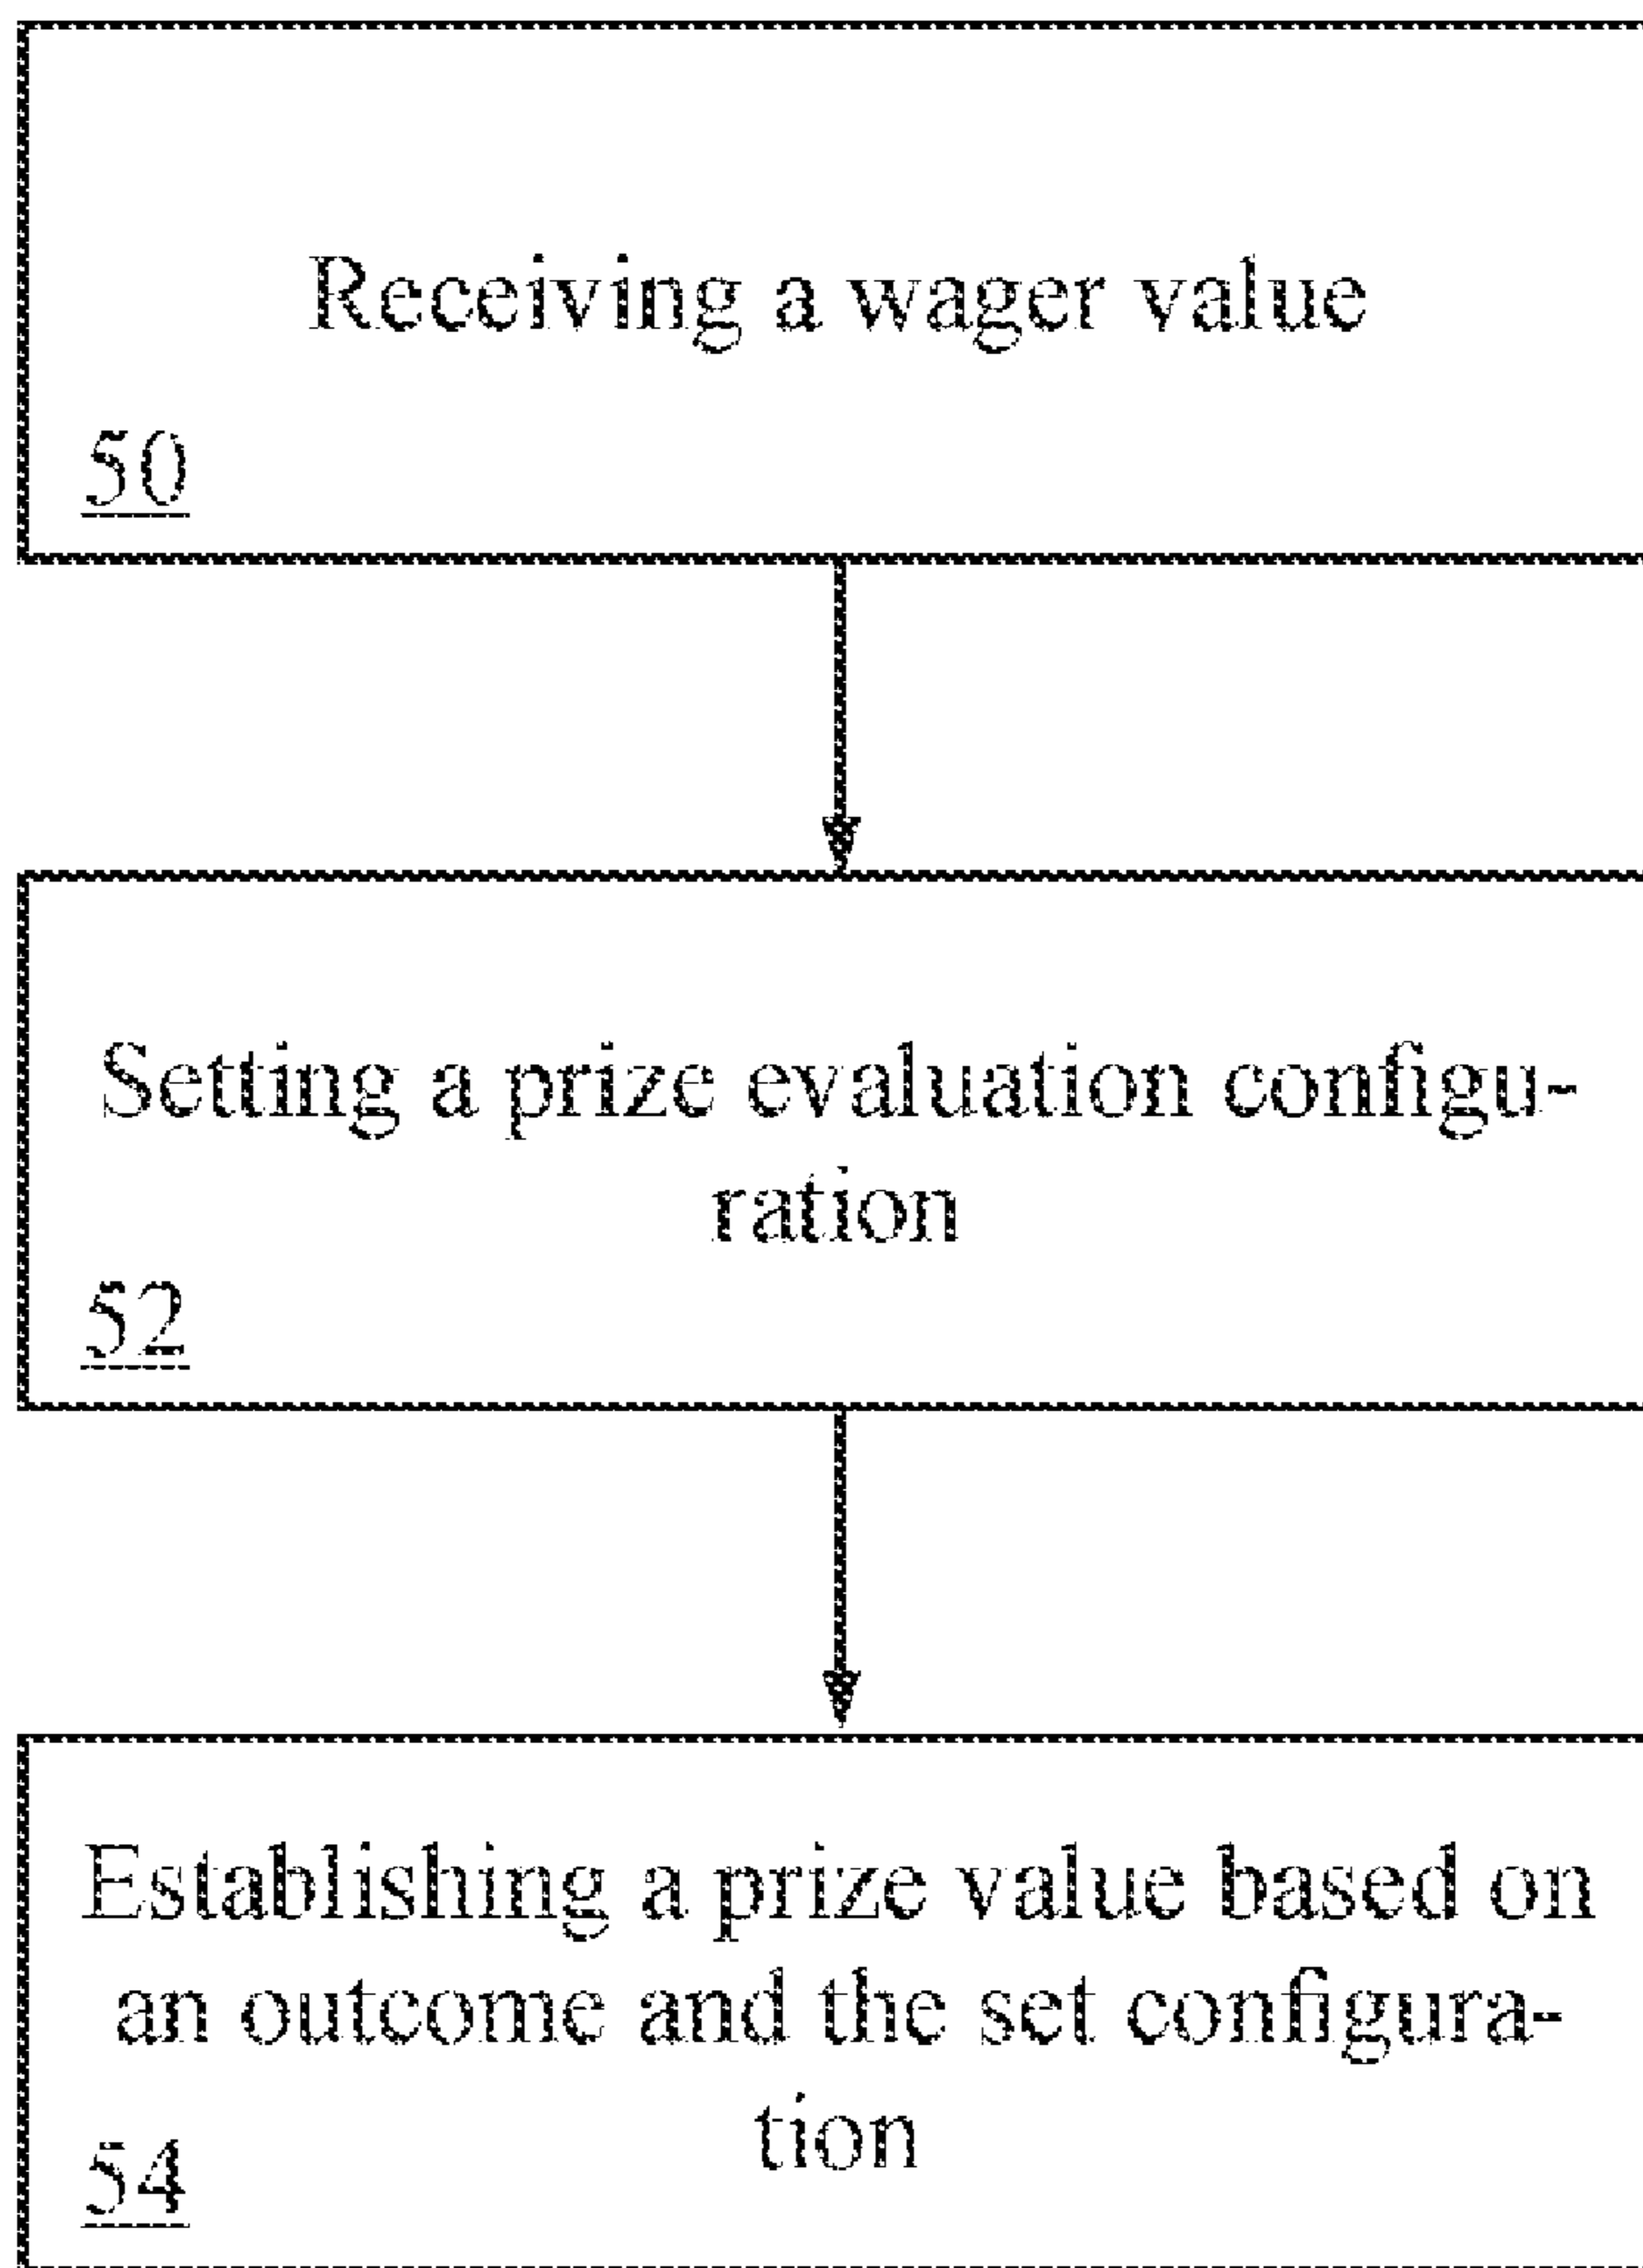 Receiving a wager value
50
Setting a prize evaluation configu-
ration
52
Establishing a prize value based on
an outcome and the set configura-
tion
54